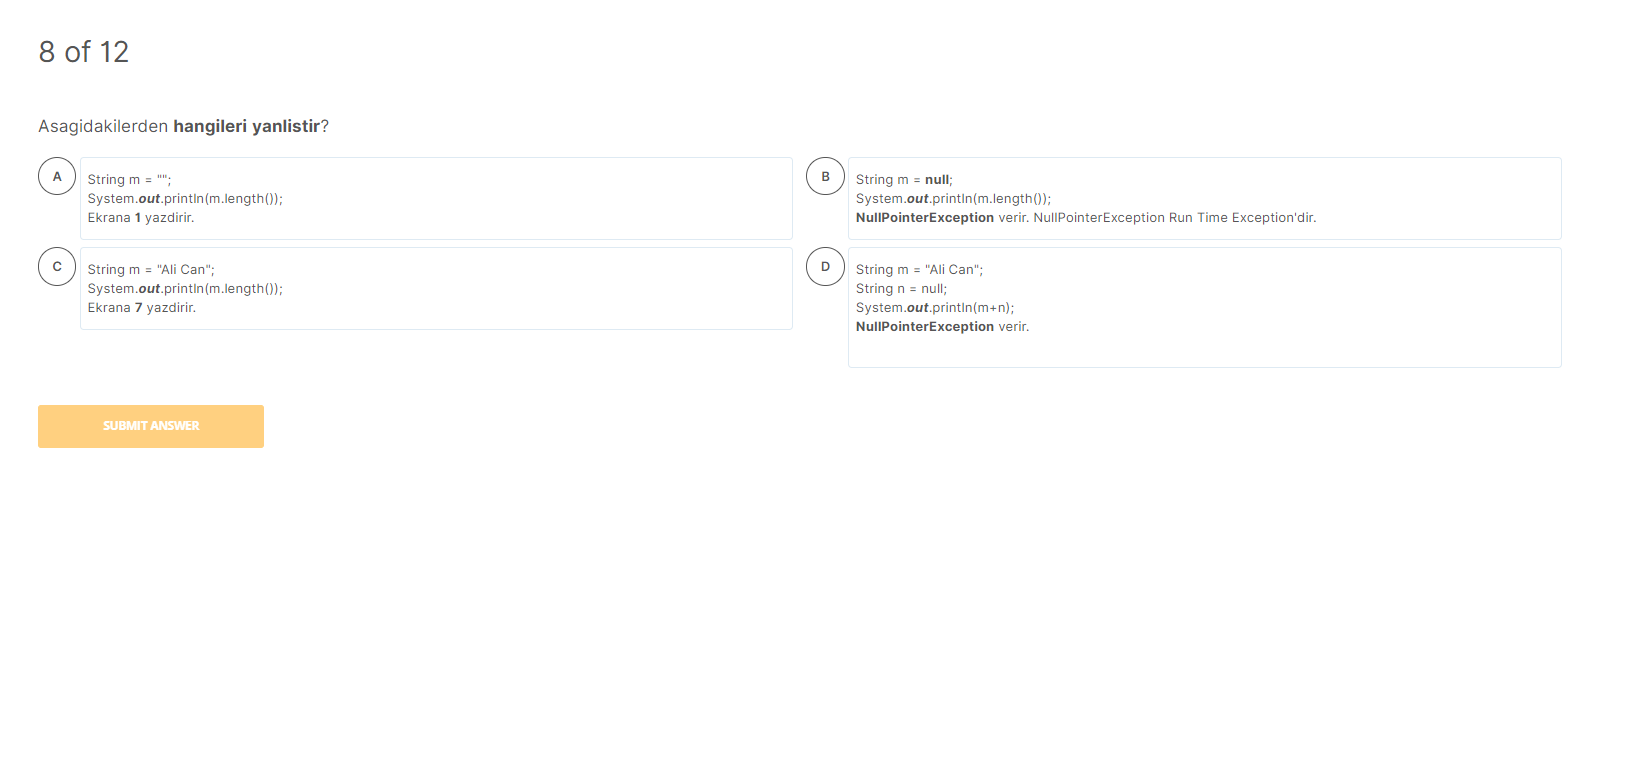 8 of 12
Asagidakilerden hangileri yanlistir?
A
String m = "";
System.out.println(m.length());
Ekrana 1 yazdirir.
B
String m = null;
System.out.println(m.length());
NullPointerException verir. NullPointerException Run Time Exception'dir.
C
String m = "Ali Can";
System.out.println(m.length());
Ekrana 7 yazdirir.
D
String m = "Ali Can";
String n = null;
System.out.println(m+n);
NullPointerException verir.
SUBMIT ANSWER